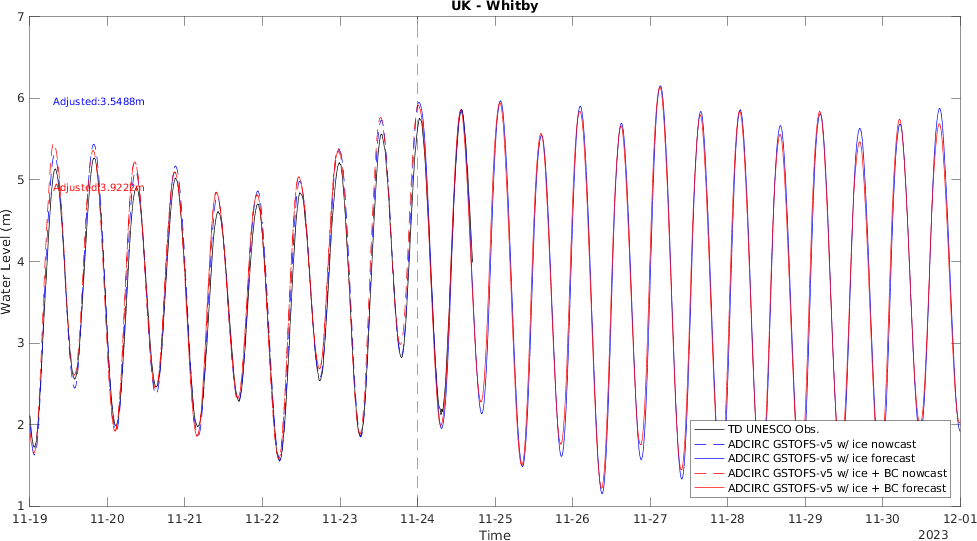 UK - Whitby
7
6
5
4
3
2
1
Water Level (m)
Adjusted:3.5488m
Adjusted:3.9222m
TD UNESCO Obs.
ADCIRC GSTOFS-v5 w/ ice nowcast
ADCIRC GSTOFS-v5 w/ ice forecast
ADCIRC GSTOFS-v5 w/ ice + BC nowcast
ADCIRC GSTOFS-v5 w/ ice + BC forecast
11-19 11-20 11-21 11-22 11-23 11-24 11-25 11-26 11-27 11-28 11-29 11-30 12-01
Time
2023